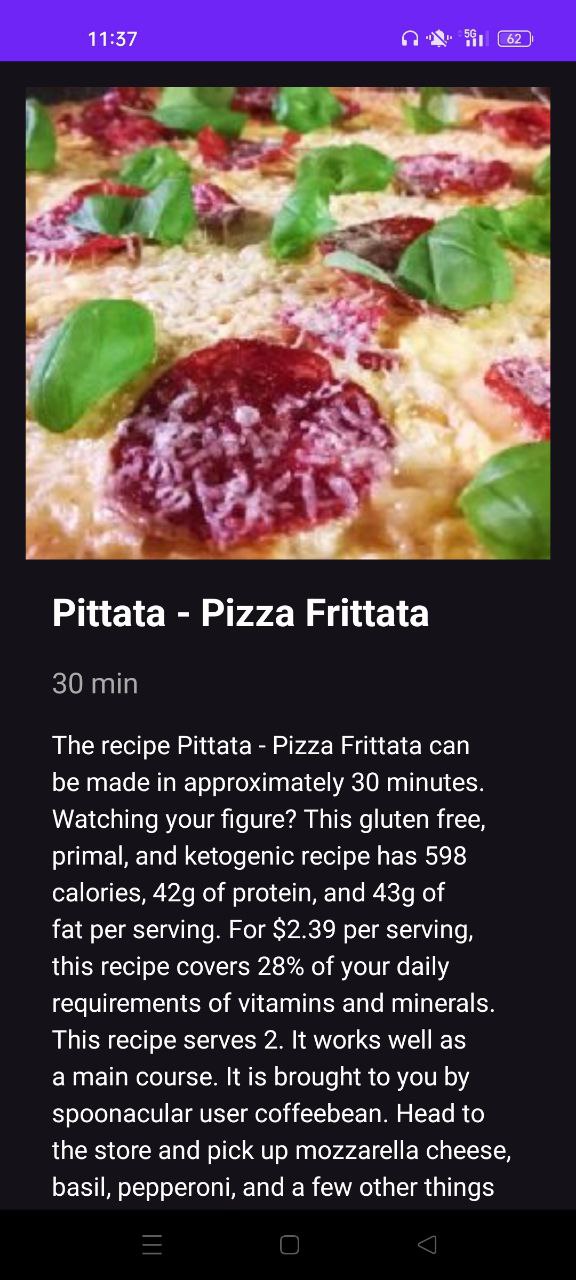 11:37
5G
62
Pittata - Pizza Frittata
30 min
The recipe Pittata - Pizza Frittata can
be made in approximately 30 minutes.
Watching your figure? This gluten free,
primal, and ketogenic recipe has 598
calories, 42g of protein, and 43g of
fat per serving. For $2.39 per serving,
this recipe covers 28% of your daily
requirements of vitamins and minerals.
This recipe serves 2. It works well as
a main course. It is brought to you by
spoonacular user coffeebean. Head to
the store and pick up mozzarella cheese,
basil, pepperoni, and a few other things